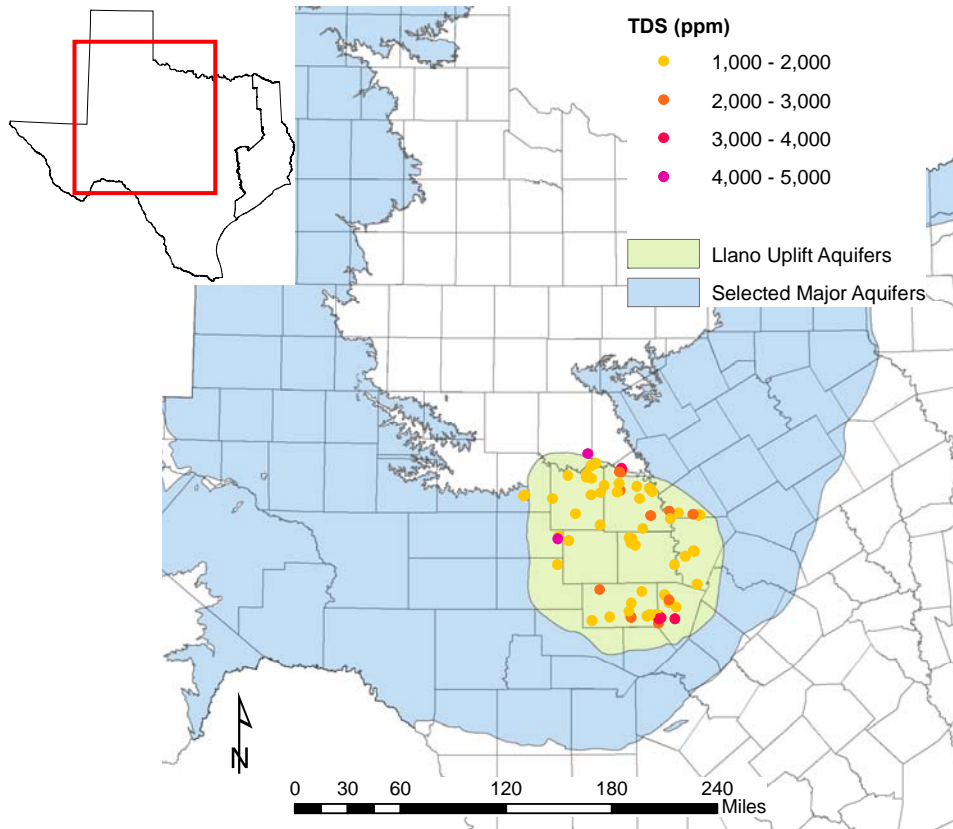 TDS (ppm)
1,000 - 2,000
2,000 - 3,000
3,000 - 4,000
4,000 - 5,000
Llano Uplift Aquifers
Selected Major Aquifers
N
0 30 60 120 180 240
Miles